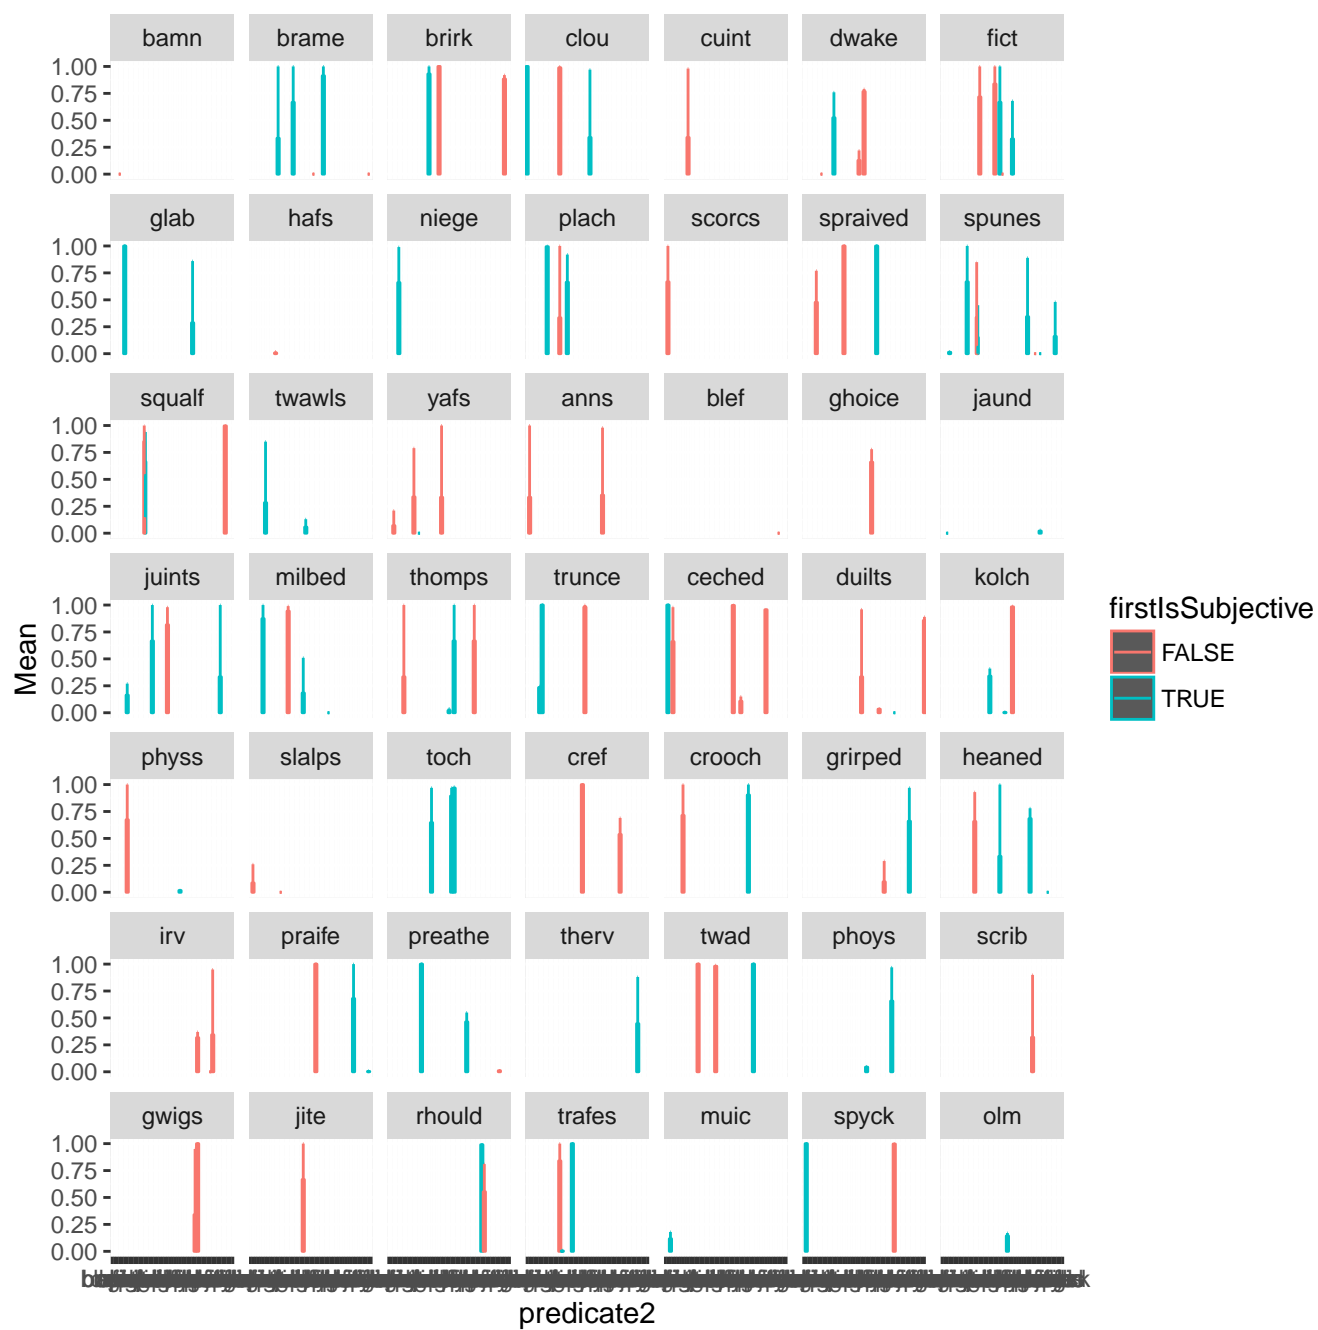 bamn brame brirk clou cuint dwake fict
1.00
0.75
0.50
0.25
0.00
glab hafs niege plach scorcs spraived spunes
1.00
0.75
0.50
0.25
0.00
squalf twawls yafs anns blef ghoice jaund
1.00
0.75
0.50
0.25
0.00
juints milbed thomps trunce ceched duilts kolch
1.00
0.75
0.50
0.25
0.00
physs slalps toch cref crooch grirped heaned
1.00
0.75
0.50
0.25
0.00
irv praife preathe therv twad phoys scrib
1.00
0.75
0.50
0.25
0.00
gwigs jite rhould trafes muic spyck olm
1.00
0.75
0.50
0.25
0.00
Mean
predicate2
firstIsSubjective
FALSE
TRUE